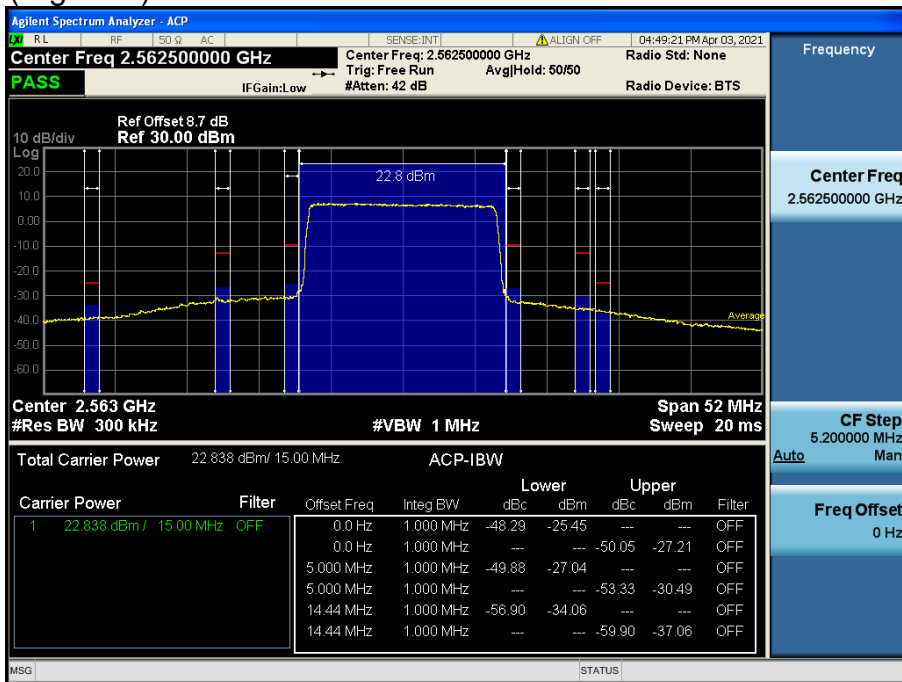 Agilent Spectrum Analyzer - ACP
LXI RL RF 50 Ω AC SENSE:INT ALIGN OFF 04:49:21 PM Apr 03, 2021
Center Freq 2.562500000 GHz Center Freq: 2.562500000 GHz Radio Std: None
Trig: Free Run Avg|Hold: 50/50
PASS IFGain:Low #Atten: 42 dB Radio Device: BTS
Ref Offset 8.7 dB
10 dB/div Ref 30.00 dBm
Log
20.0
22.8 dBm
10.0
0.00
-10.0
-20.0
-30.0
-40.0
Average
-50.0
-60.0
Center 2.563 GHz Span 52 MHz
#Res BW 300 kHz #VBW 1 MHz Sweep 20 ms
Total Carrier Power 22.838 dBm/ 15.00 MHz ACP-IBW
Lower Upper
Carrier Power Filter Offset Freq Integ BW dBc dBm dBc dBm Filter
1 22.838 dBm / 15.00 MHz OFF 0.0 Hz 1.000 MHz -48.29 -25.45 --- --- OFF
0.0 Hz 1.000 MHz --- --- -50.05 -27.21 OFF
5.000 MHz 1.000 MHz -49.88 -27.04 --- --- OFF
5.000 MHz 1.000 MHz --- --- -53.33 -30.49 OFF
14.44 MHz 1.000 MHz -56.90 -34.06 --- --- OFF
14.44 MHz 1.000 MHz --- --- -59.90 -37.06 OFF
MSG STATUS
Frequency
Center Freq
2.562500000 GHz
CF Step
5.200000 MHz
Auto Man
Freq Offset
0 Hz